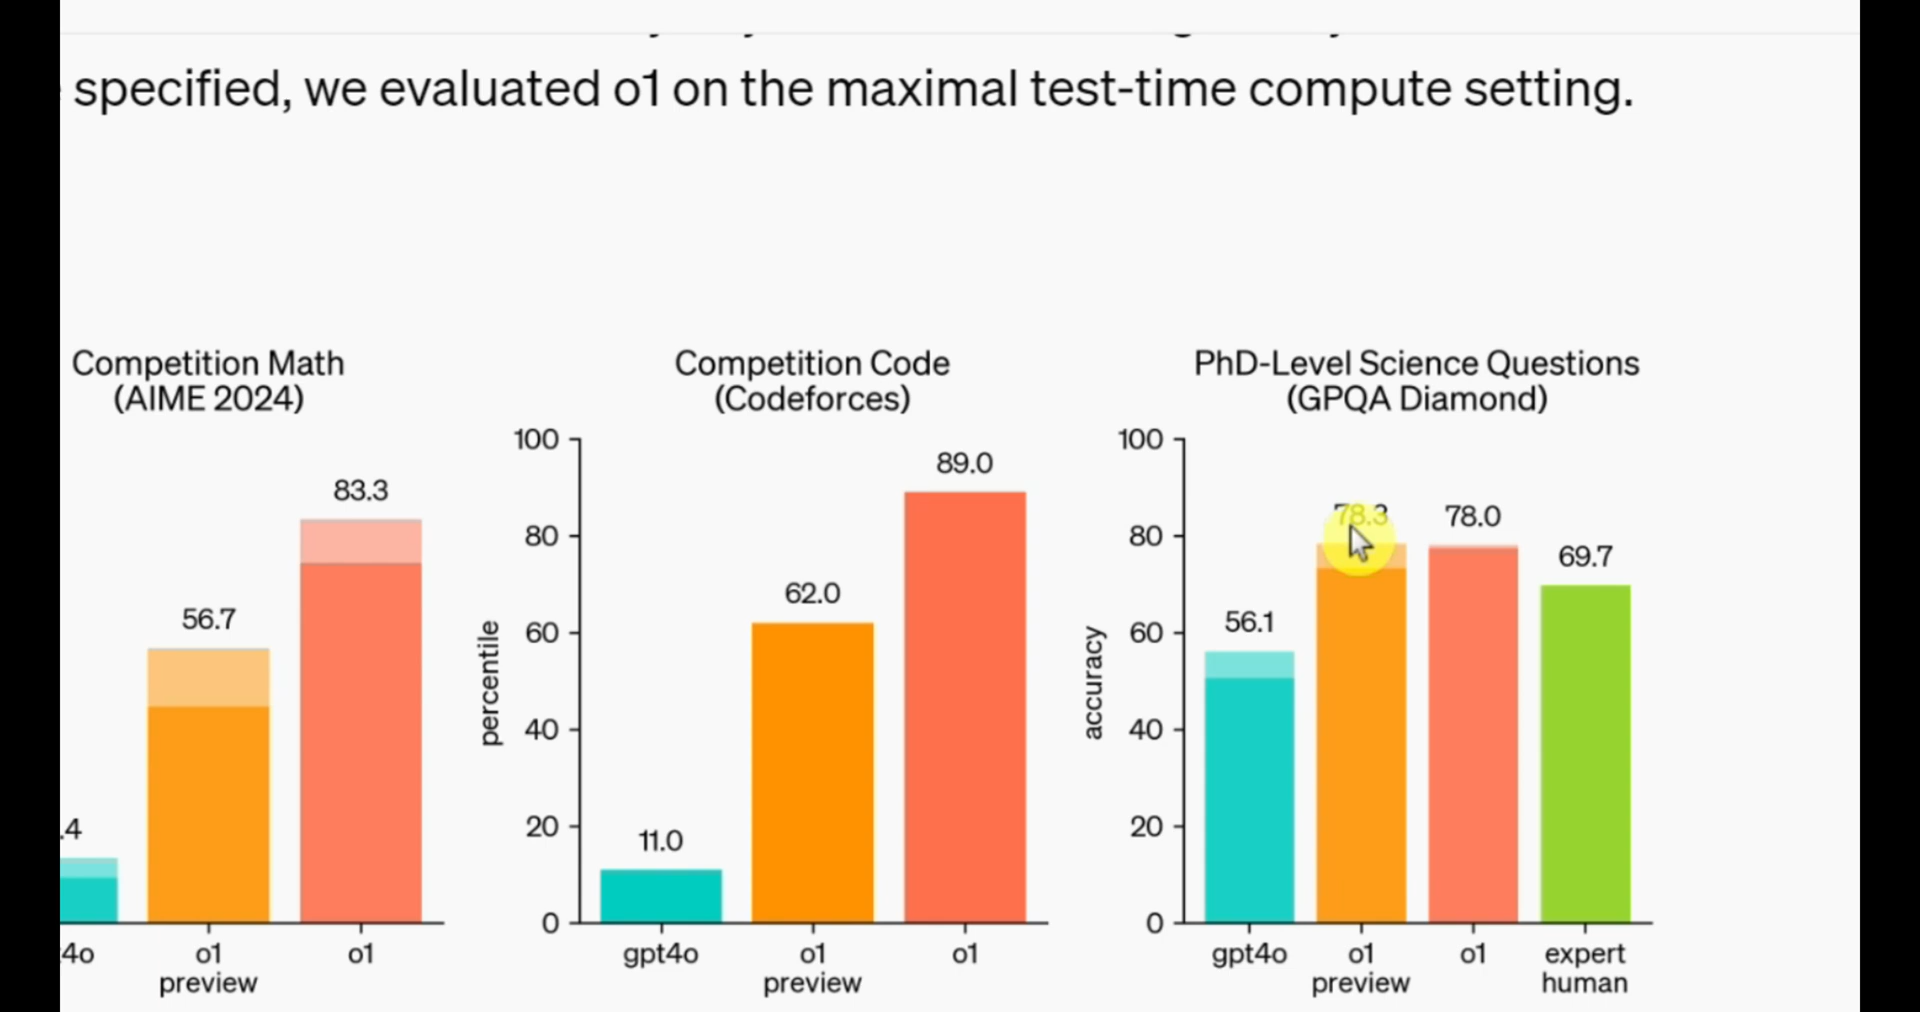 specified, we evaluated o1 on the maximal test-time compute setting.
Competition Math
(AIME 2024)
83.3
56.7
.4
4o
o1
preview
o1
Competition Code
(Codeforces)
percentile
100
80
60
40
20
0
89.0
62.0
11.0
gpt4o
o1
preview
o1
PhD-Level Science Questions
(GPQA Diamond)
accuracy
100
80
60
40
20
0
56.1
78.3
78.0
69.7
gpt4o
o1
preview
o1
expert
human